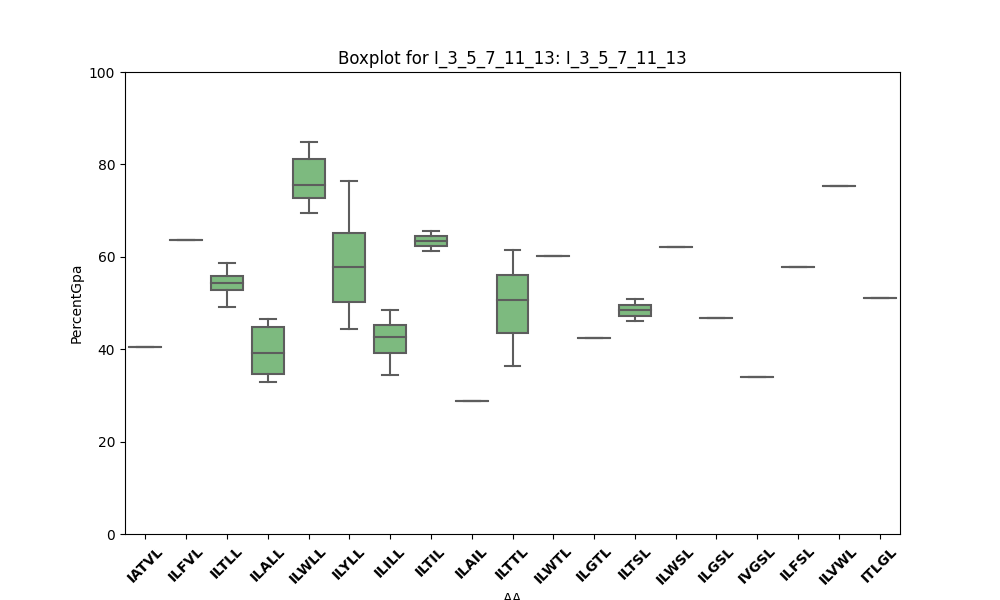 Boxplot for I_3_5_7_11_13: I_3_5_7_11_13
100
80
60
40
20
0
PercentGpa
IATVL
ILFVL
ILTLL
ILALL
ILWLL
ILYLL
ILILL
ILTIL
ILAIL
ILTTL
ILWTL
ILGTL
ILTSL
ILWSL
ILGSL
IVGSL
ILFSL
ILVWL
ITLGL
AA